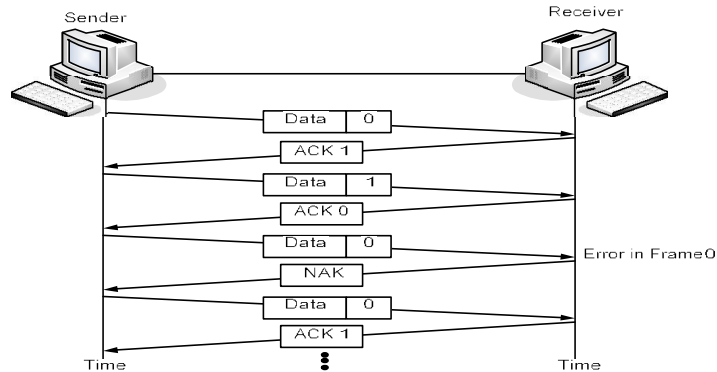 Sender
Receiver
Data 0
ACK 1
Data 1
ACK 0
Data 0
Error in Frame0
NAK
Data 0
ACK 1
Time
Time